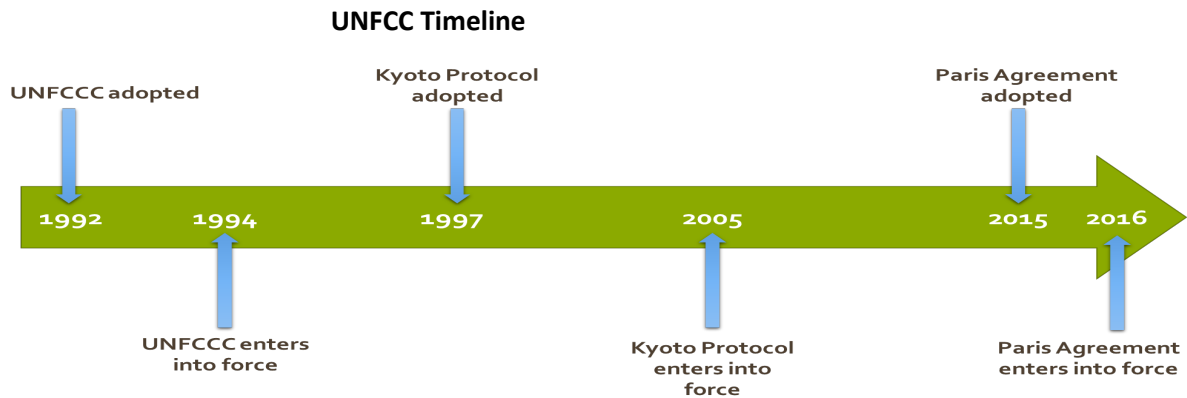 UNFCC Timeline
UNFCCC adopted
Kyoto Protocol
adopted
Paris Agreement
adopted
1992 1994 1997 2005 2015 2016
UNFCCC enters
into force
Kyoto Protocol
enters into
force
Paris Agreement
enters into force